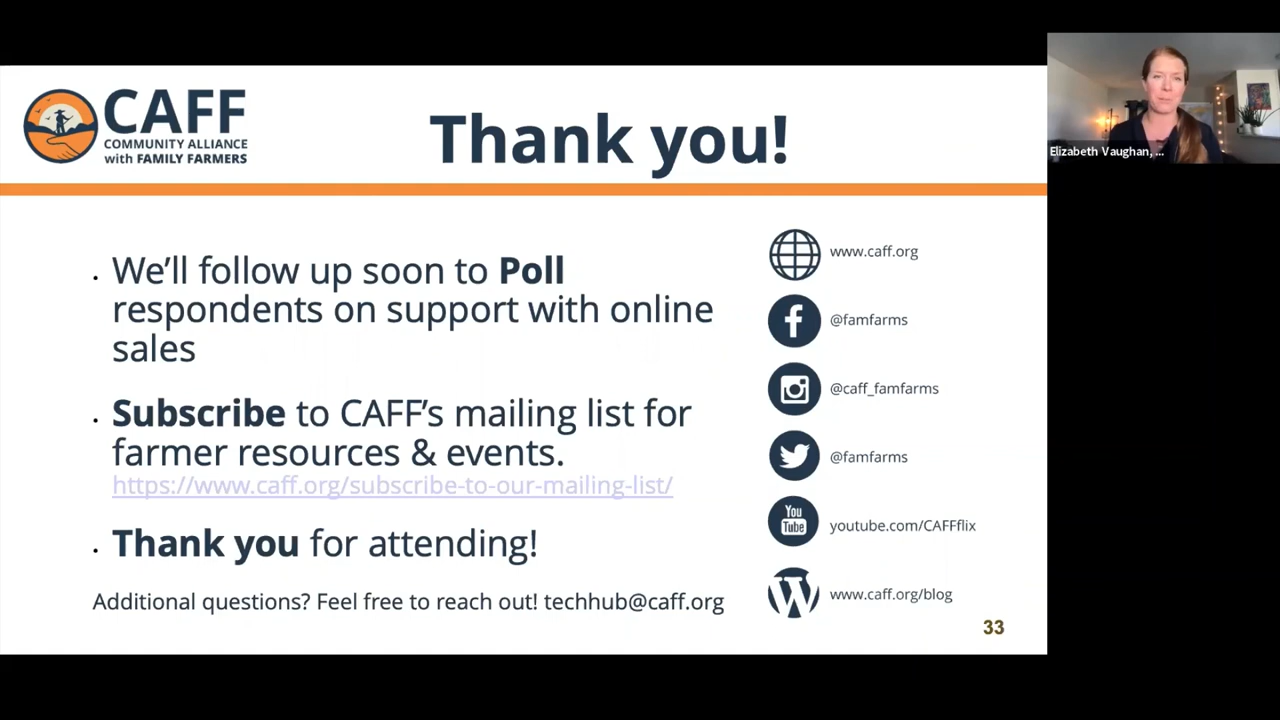 CAFF
COMMUNITY ALLIANCE
with FAMILY FARMERS
Thank you!
Elizabeth Vaughan, ...
We'll follow up soon to Poll
respondents on support with online
sales
Subscribe to CAFF's mailing list for
farmer resources & events.
https://www.caff.org/subscribe-to-our-mailing-list/
Thank you for attending!
Additional questions? Feel free to reach out! techhub@caff.org
www.caff.org
@famfarms
@caff_famfarms
@famfarms
You
Tube
youtube.com/CAFFflix
www.caff.org/blog
33